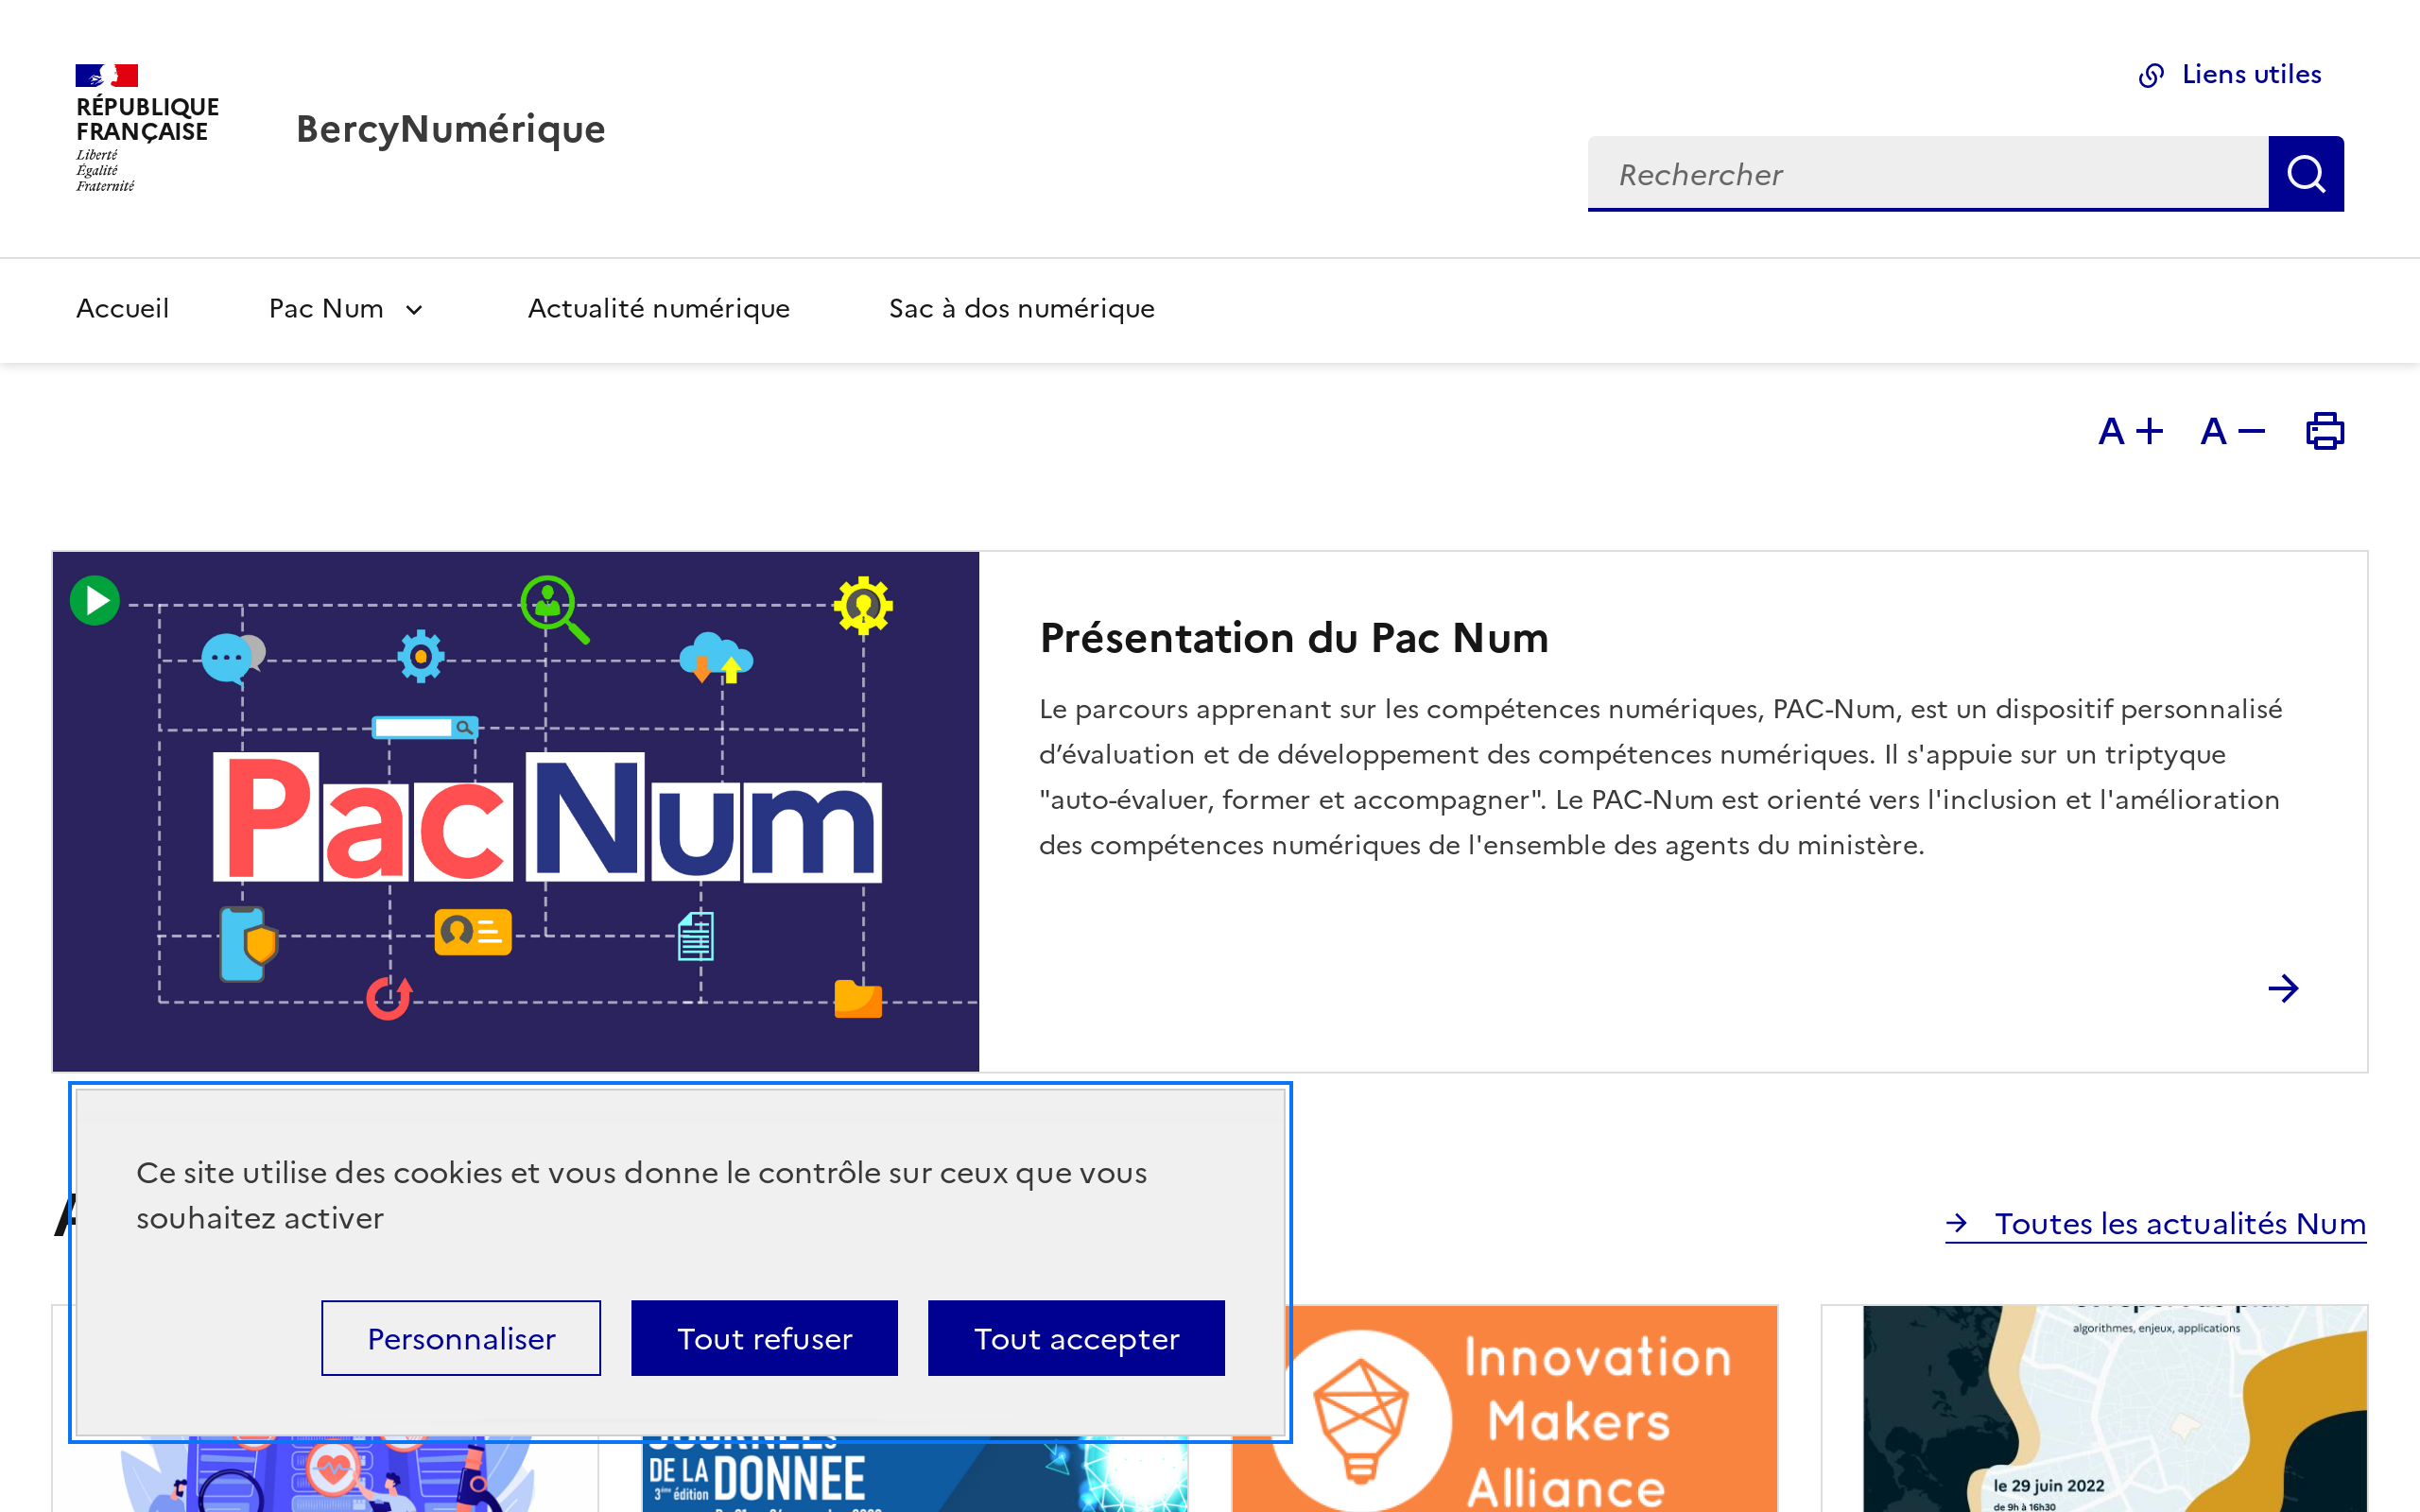 RÉPUBLIQUE
FRANÇAISE
Liberté
Égalité
Fraternité
BercyNumérique
Liens utiles
Rechercher
Accueil
Pac Num
Actualité numérique
Sac à dos numérique
A +
A −
Pac Num
Présentation du Pac Num
Le parcours apprenant sur les compétences numériques, PAC-Num, est un dispositif personnalisé
d’évaluation et de développement des compétences numériques. Il s'appuie sur un triptyque
"auto-évaluer, former et accompagner". Le PAC-Num est orienté vers l'inclusion et l'amélioration
des compétences numériques de l'ensemble des agents du ministère.
Ce site utilise des cookies et vous donne le contrôle sur ceux que vous
souhaitez activer
Personnaliser
Tout refuser
Tout accepter
Toutes les actualités Num
DE LA DONNEE
3ème édition
Innovation
Makers
Alliance
algorithmes, enjeux, applications
le 29 juin 2022
de 9h à 16h30